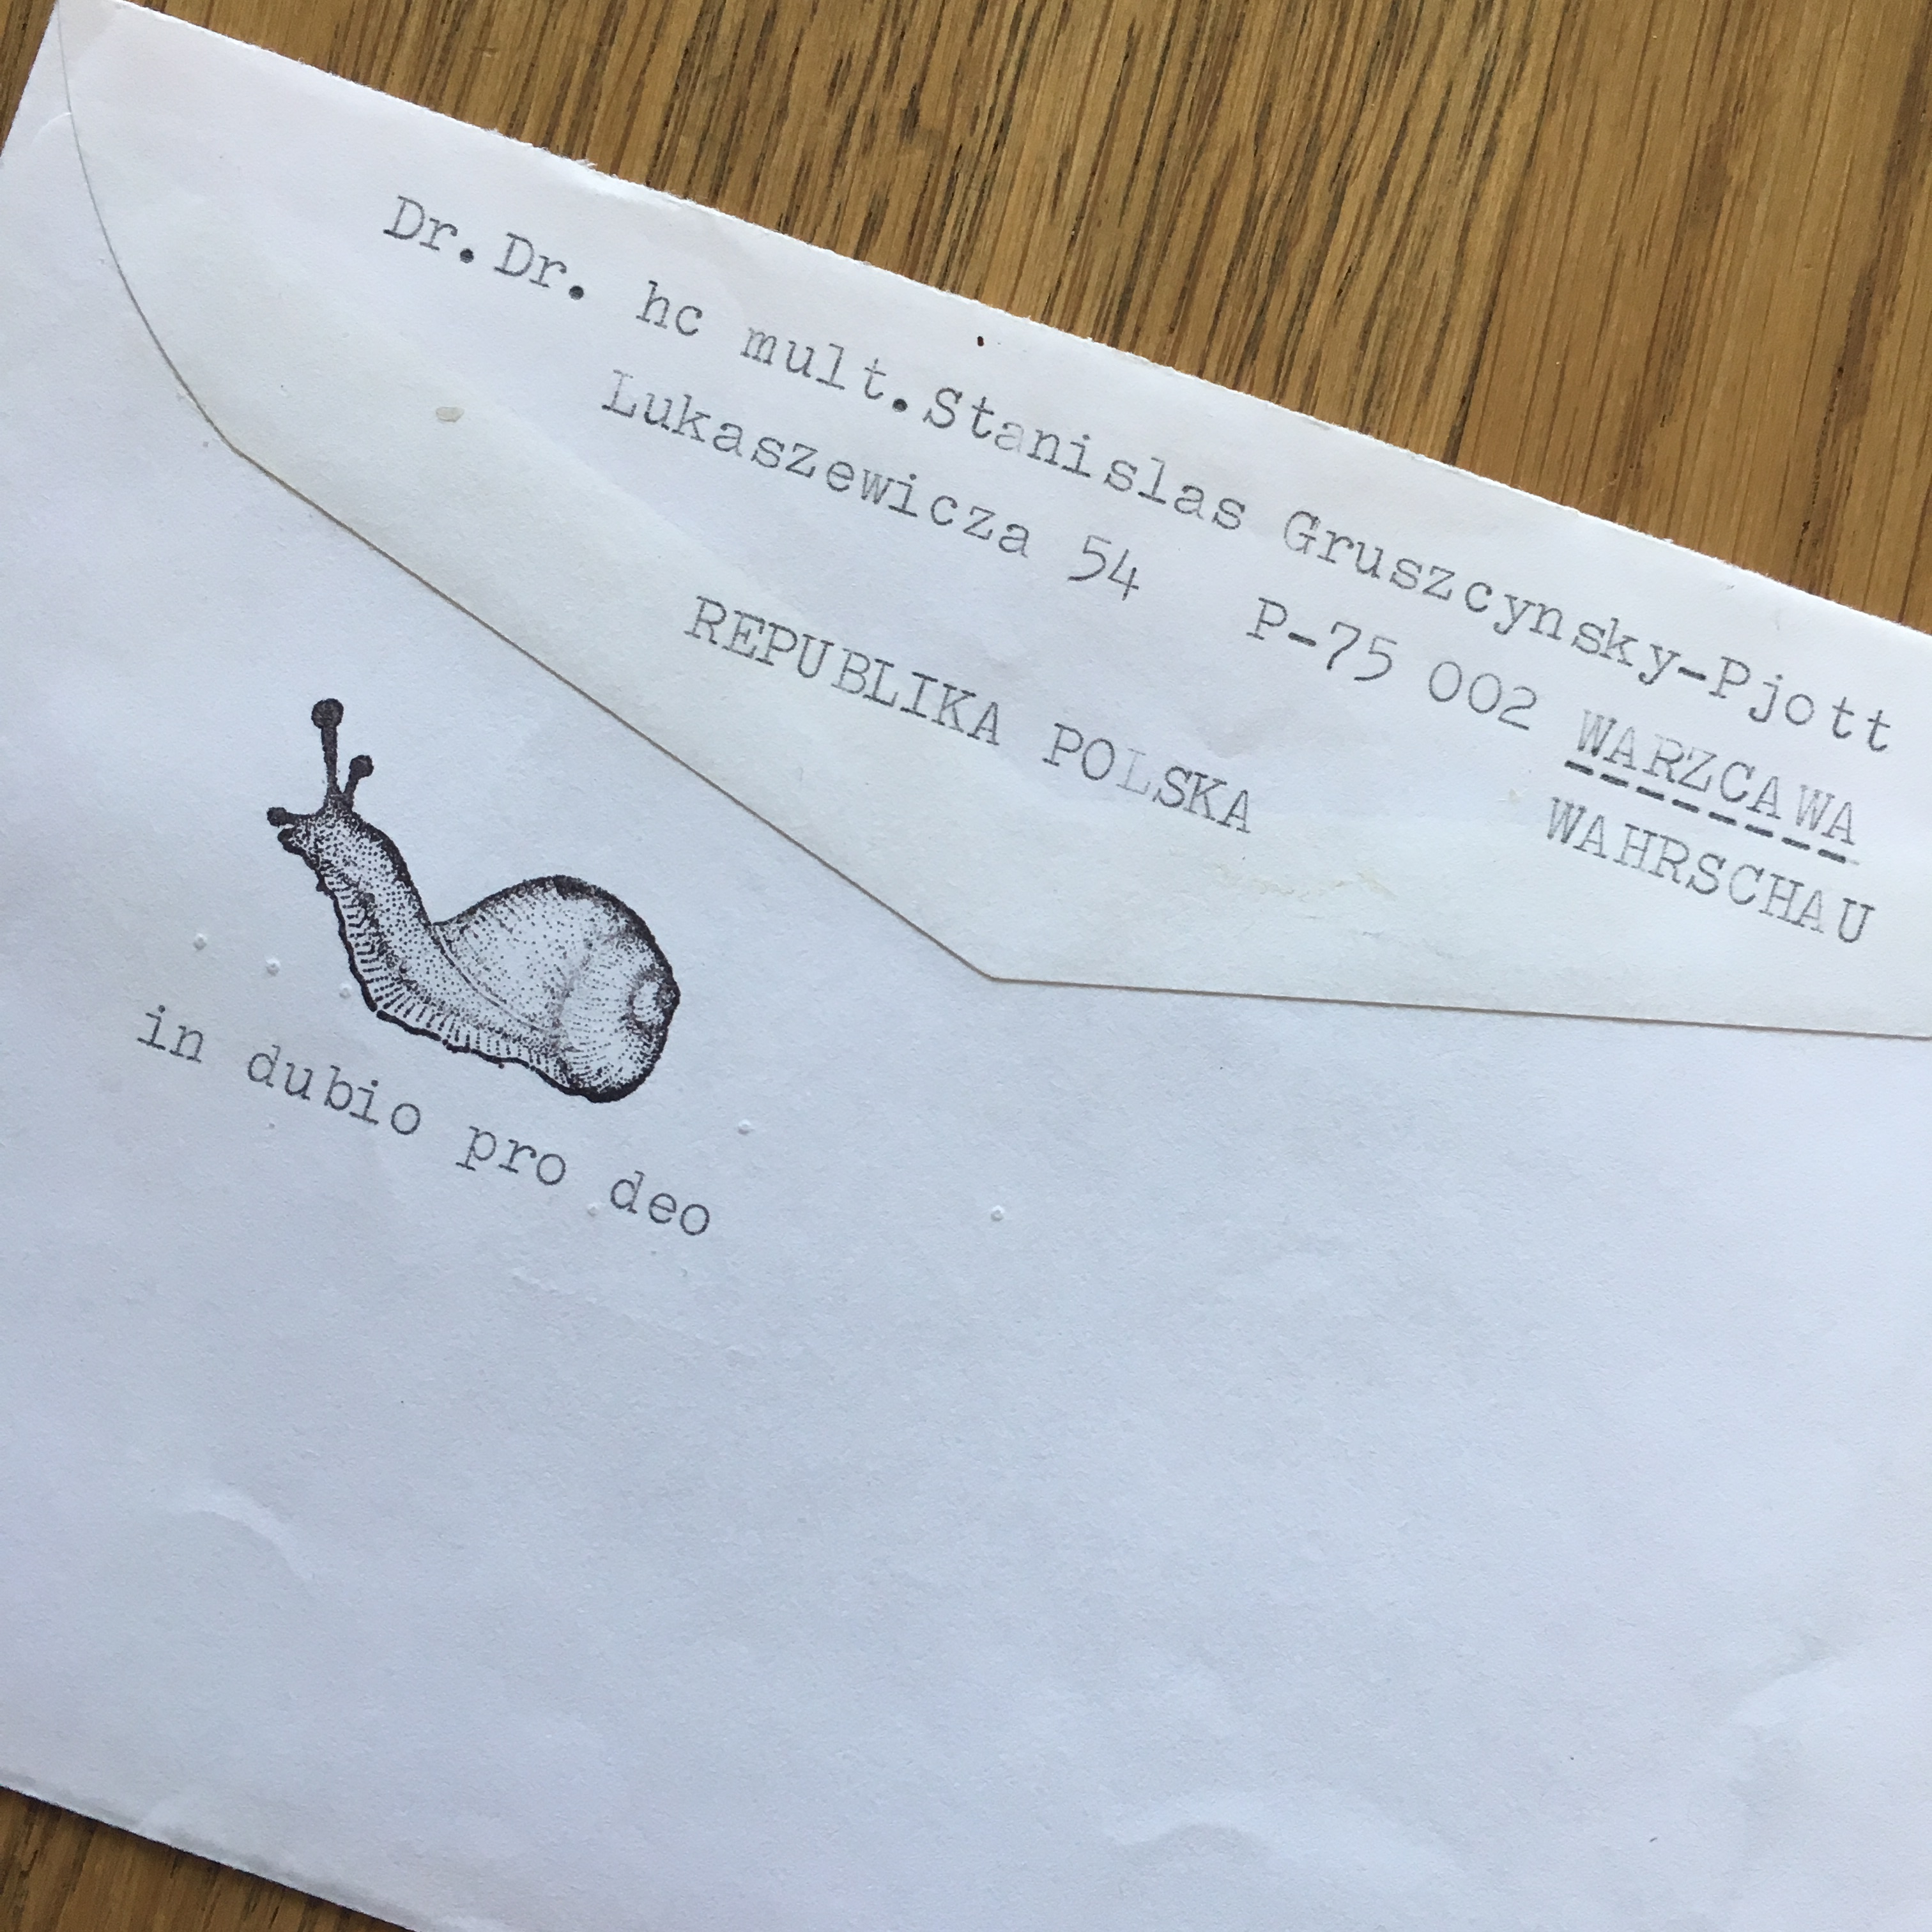 Dr.Dr. hc mult.Stanislas Gruszcynsky-Pjott
Lukaszewicza 54 P-75 002 WARZCAWA
REPUBLIKA POLSKA WAHRSCHAU
in dubio pro deo